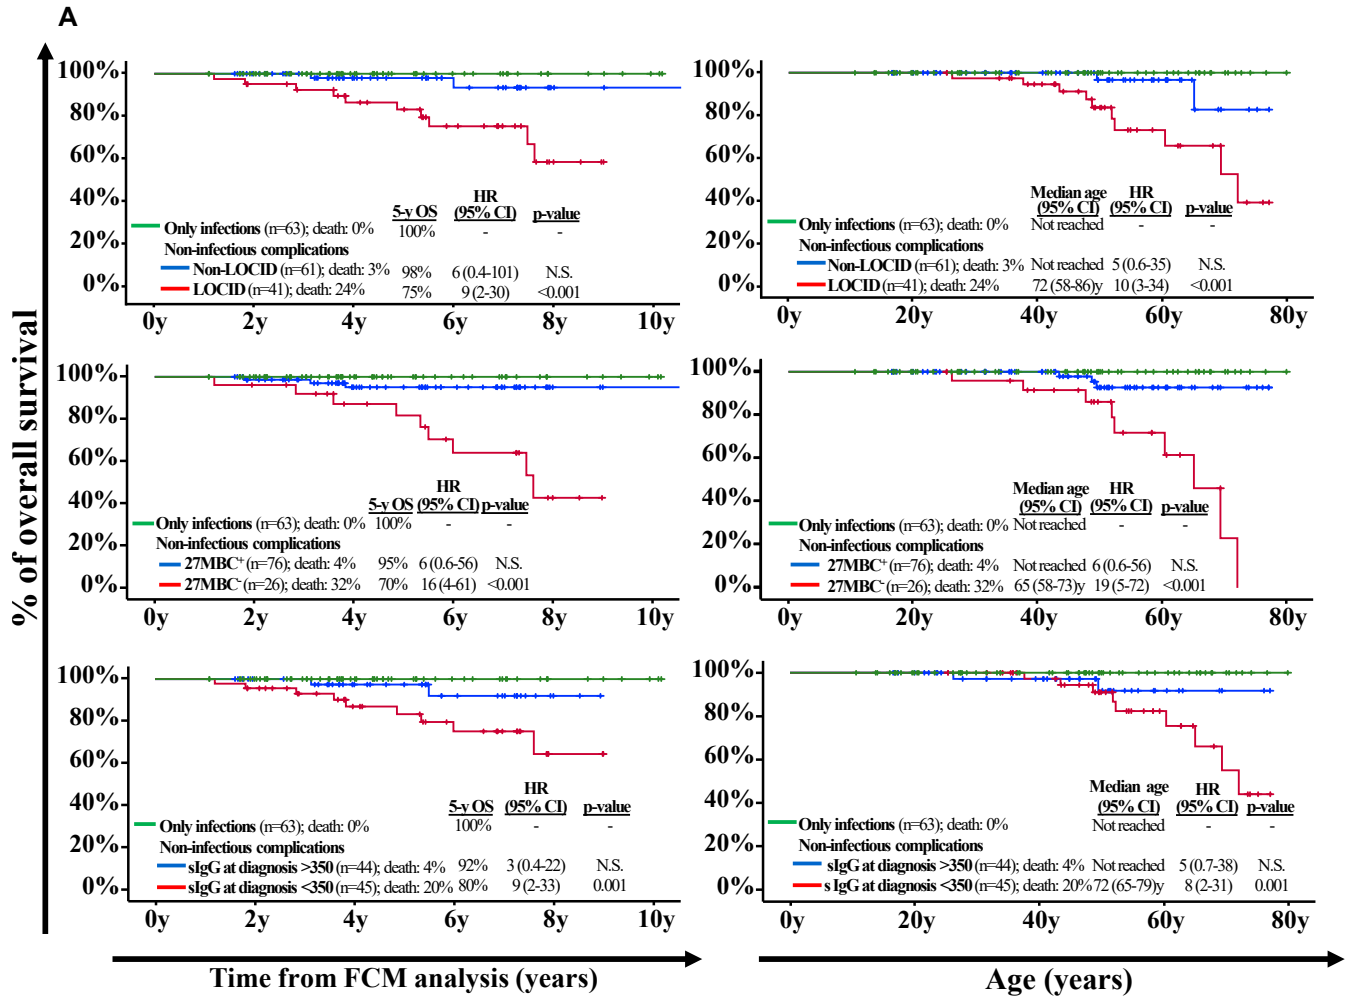 A
% of overall survival
100%
80%
60%
40%
20%
0%
HR
5-y OS (95% CI) p-value
Only infections (n=63); death: 0% 100% - -
Non-infectious complications
Non-LOCID (n=61); death: 3% 98% 6 (0.4-101) N.S.
LOCID (n=41); death: 24% 75% 9 (2-30) <0.001
0y 2y 4y 6y 8y 10y
100%
80%
60%
40%
20%
0%
Median age HR
(95% CI) (95% CI) p-value
Only infections (n=63); death: 0% Not reached - -
Non-infectious complications
Non-LOCID (n=61); death: 3% Not reached 5 (0.6-35) N.S.
LOCID (n=41); death: 24% 72 (58-86)y 10 (3-34) <0.001
0y 20y 40y 60y 80y
100%
80%
60%
40%
20%
0%
HR
5-y OS (95% CI) p-value
Only infections (n=63); death: 0% 100% - -
Non-infectious complications
27MBC+ (n=76); death: 4% 95% 6 (0.6-56) N.S.
27MBC- (n=26); death: 32% 70% 16 (4-61) <0.001
0y 2y 4y 6y 8y 10y
100%
80%
60%
40%
20%
0%
Median age HR
(95% CI) (95% CI) p-value
Only infections (n=63); death: 0% Not reached - -
Non-infectious complications
27MBC+ (n=76); death: 4% Not reached 6 (0.6-56) N.S.
27MBC- (n=26); death: 32% 65 (58-73)y 19 (5-72) <0.001
0y 20y 40y 60y 80y
100%
80%
60%
40%
20%
0%
HR
5-y OS (95% CI) p-value
Only infections (n=63); death: 0% 100% - -
Non-infectious complications
sIgG at diagnosis >350 (n=44); death: 4% 92% 3 (0.4-22) N.S.
sIgG at diagnosis <350 (n=45); death: 20% 80% 9 (2-33) 0.001
0y 2y 4y 6y 8y 10y
100%
80%
60%
40%
20%
0%
Median age HR
(95% CI) (95% CI) p-value
Only infections (n=63); death: 0% Not reached - -
Non-infectious complications
sIgG at diagnosis >350 (n=44); death: 4% Not reached 5 (0.7-38) N.S.
s IgG at diagnosis <350 (n=45); death: 20% 72 (65-79)y 8 (2-31) 0.001
0y 20y 40y 60y 80y
Time from FCM analysis (years)
Age (years)